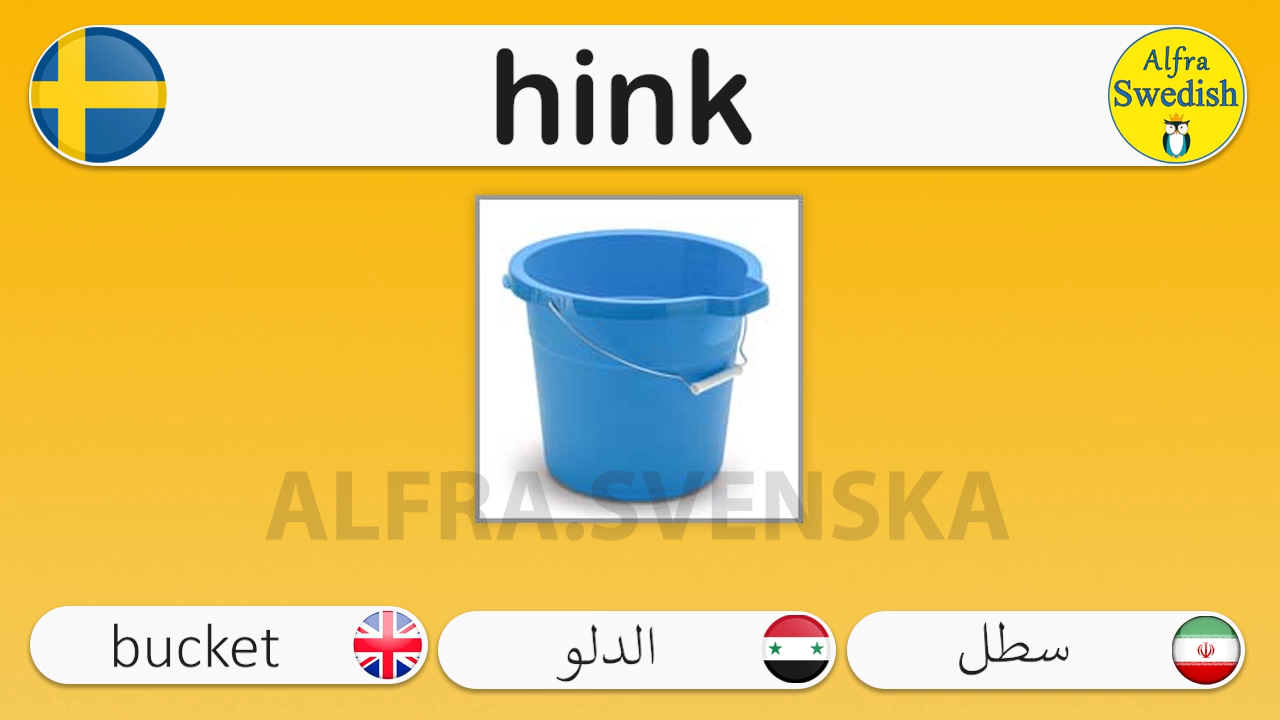 hink
Alfra
Swedish
ALFRA.SVENSKA
bucket
الدلو
سطل